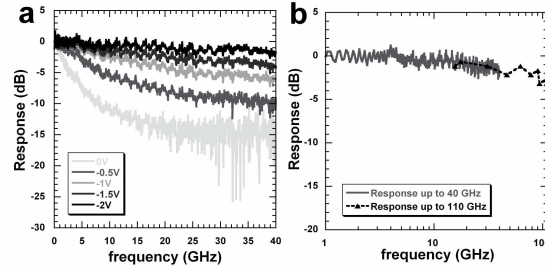 a
5
0
-5
-10
-15
-20
-25
-30
Response (dB)
0V
-0.5V
-1V
-1.5V
-2V
0 5 10 15 20 25 30 35 40
frequency (GHz)
b
5
0
-5
-10
-15
-20
Response (dB)
Response up to 40 GHz
Response up to 110 GHz
1 10
frequency (GHz)